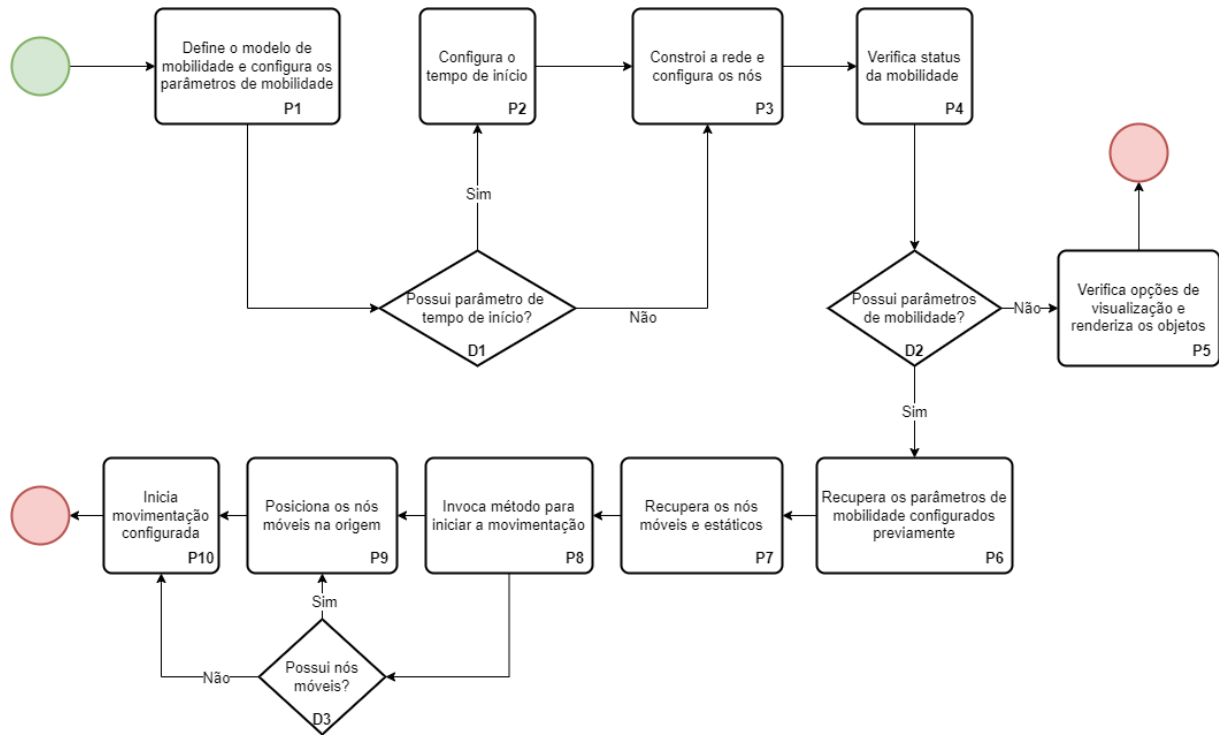 Define o modelo de
mobilidade e configura os
parâmetros de mobilidade
P1
Configura o
tempo de início
P2
Constroi a rede e
configura os nós
P3
Verifica status
da mobilidade
P4
Sim
Possui parâmetro de
tempo de início?
D1
Não
Possui parâmetros
de mobilidade?
D2
Não
Verifica opções de
visualização e
renderiza os objetos
P5
Sim
Inicia
movimentação
configurada
P10
Posiciona os nós
móveis na origem
P9
Invoca método para
iniciar a movimentação
P8
Recupera os nós
móveis e estáticos
P7
Recupera os parâmetros de
mobilidade configurados
previamente
P6
Sim
Não
Possui nós
móveis?
D3